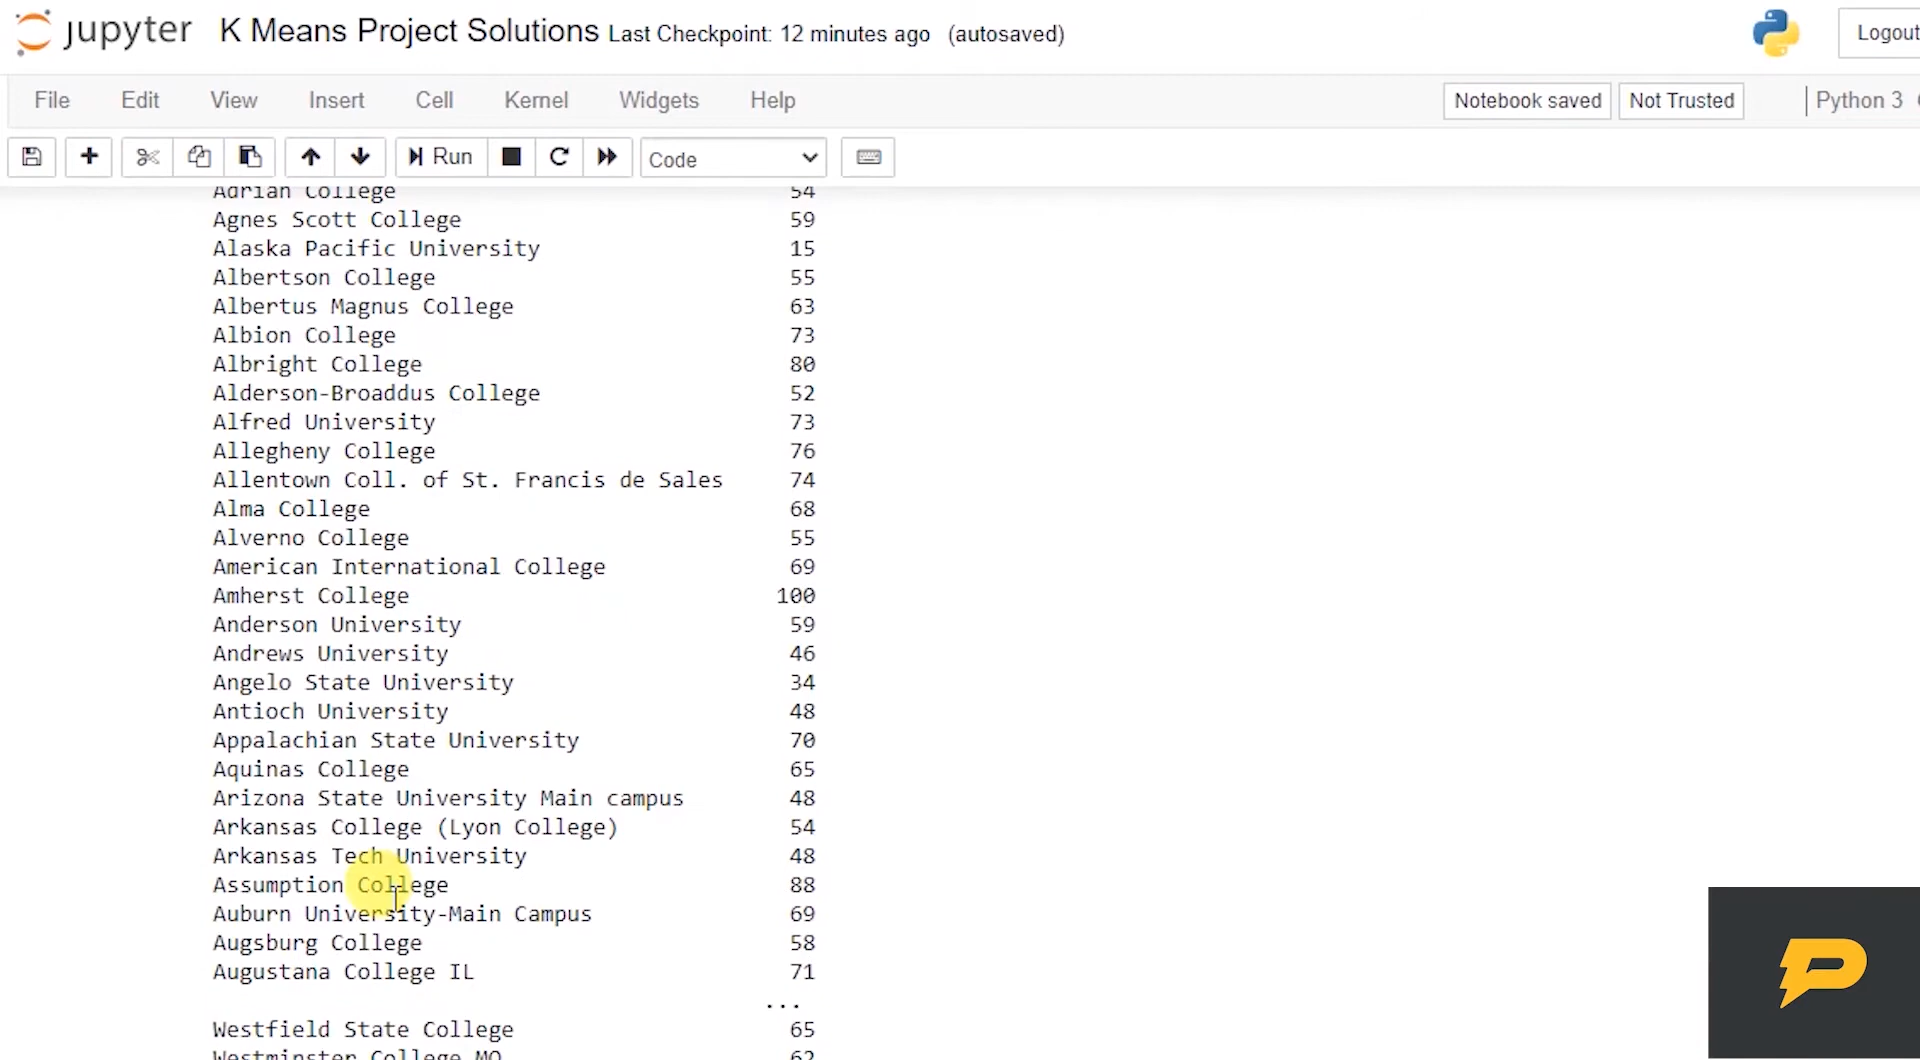 jupyter K Means Project Solutions Last Checkpoint: 12 minutes ago (autosaved) Logout
File Edit View Insert Cell Kernel Widgets Help Notebook saved Not Trusted Python 3
Run Code
Adrian College 54
Agnes Scott College 59
Alaska Pacific University 15
Albertson College 55
Albertus Magnus College 63
Albion College 73
Albright College 80
Alderson-Broaddus College 52
Alfred University 73
Allegheny College 76
Allentown Coll. of St. Francis de Sales 74
Alma College 68
Alverno College 55
American International College 69
Amherst College 100
Anderson University 59
Andrews University 46
Angelo State University 34
Antioch University 48
Appalachian State University 70
Aquinas College 65
Arizona State University Main campus 48
Arkansas College (Lyon College) 54
Arkansas Tech University 48
Assumption College 88
Auburn University-Main Campus 69
Augsburg College 58
Augustana College IL 71
...
Westfield State College 65
Westminster College MO 62